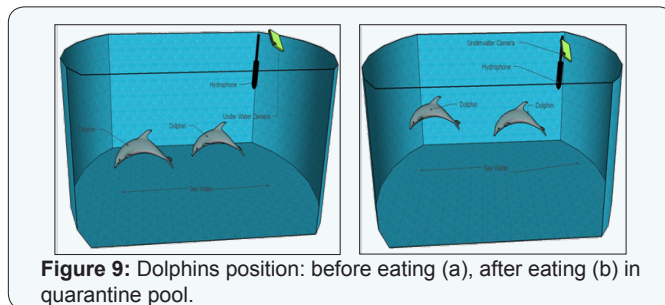 Hydrophone
Under Water Camera
Dolphin
Dolphin
Sea Water
Underwater Camera
Hydrophone
Dolphin
Dolphin
Sea Water
Figure 9: Dolphins position: before eating (a), after eating (b) in
quarantine pool.